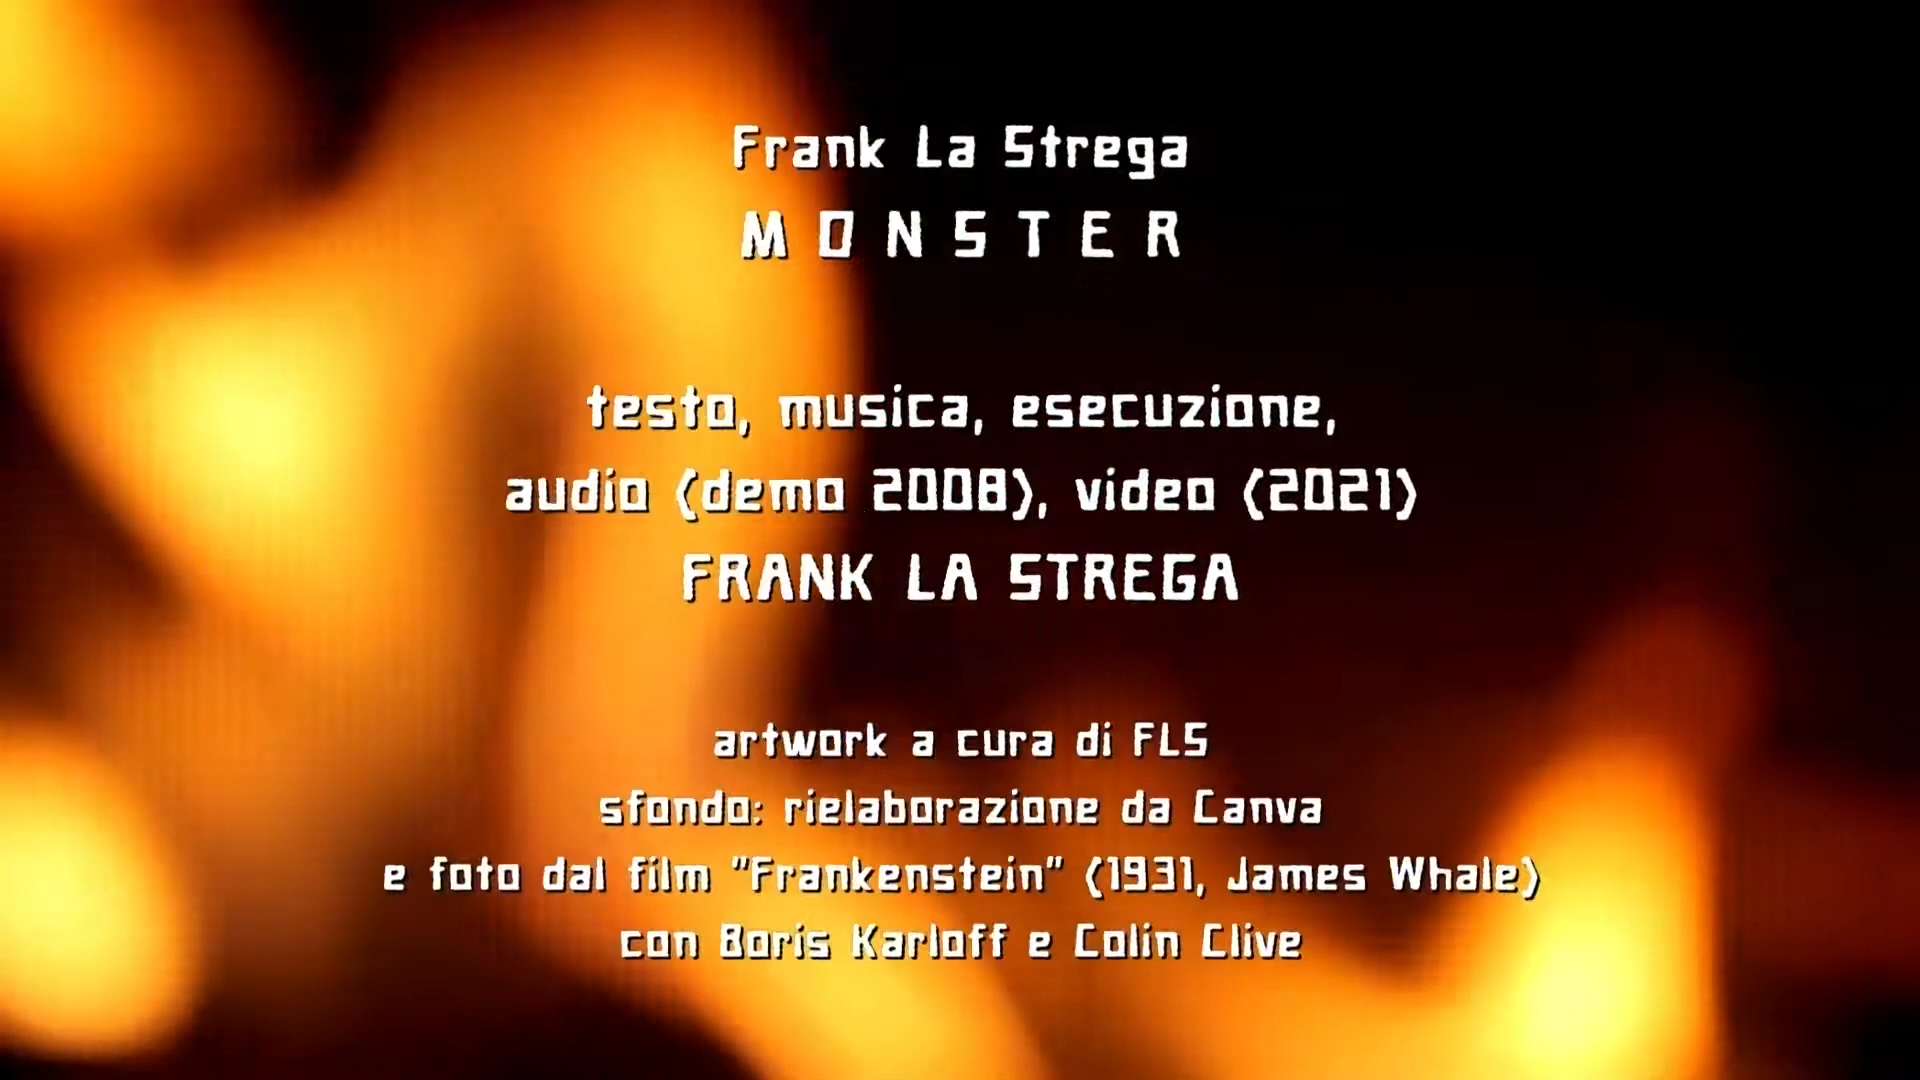 Frank La Strega
MONSTER
testo, musica, esecuzione,
audio (demo 2008), video (2021)
FRANK LA STREGA
artwork a cura di FLS
sfondo: rielaborazione da Canva
e foto dal film "Frankenstein" (1931, James Whale)
con Boris Karloff e Colin Clive